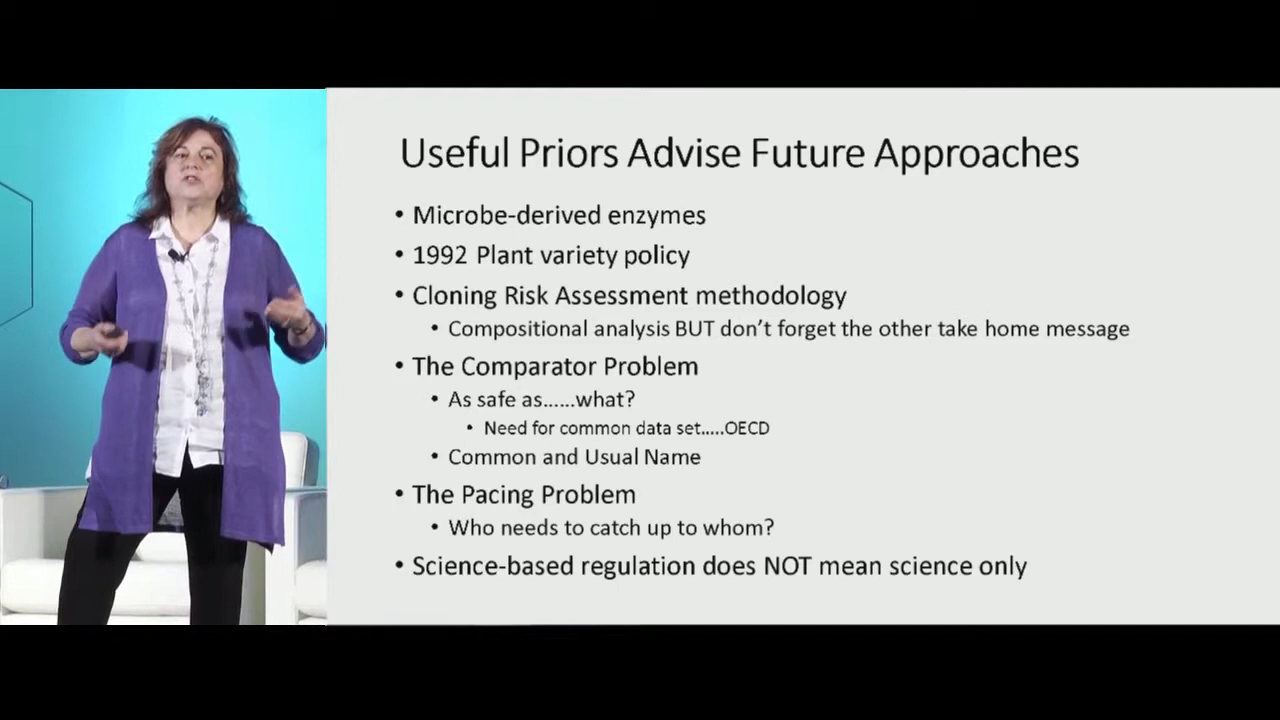 Useful Priors Advise Future Approaches
• Microbe-derived enzymes
• 1992 Plant variety policy
• Cloning Risk Assessment methodology
• Compositional analysis BUT don't forget the other take home message
• The Comparator Problem
• As safe as......what?
• Need for common data set.....OECD
• Common and Usual Name
• The Pacing Problem
• Who needs to catch up to whom?
• Science-based regulation does NOT mean science only